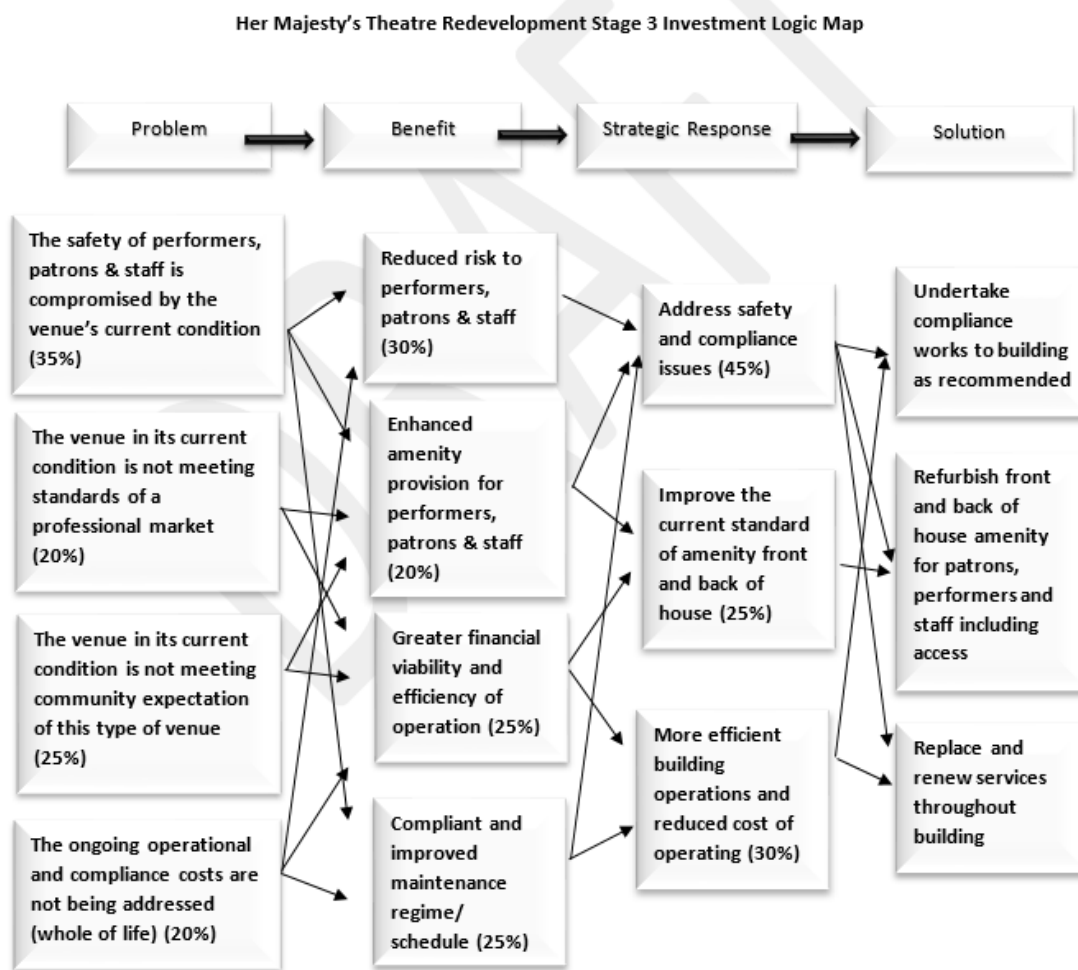 Her Majesty's Theatre Redevelopment Stage 3 Investment Logic Map
DRAFT
Problem
Benefit
Strategic Response
Solution
The safety of performers,
patrons & staff is
compromised by the
venue's current condition
(35%)
The venue in its current
condition is not meeting
standards of a
professional market
(20%)
The venue in its current
condition is not meeting
community expectation
of this type of venue
(25%)
The ongoing operational
and compliance costs are
not being addressed
(whole of life) (20%)
Reduced risk to
performers,
patrons & staff
(30%)
Enhanced
amenity
provision for
performers,
patrons & staff
(20%)
Greater financial
viability and
efficiency of
operation (25%)
Compliant and
improved
maintenance
regime/
schedule (25%)
Address safety
and compliance
issues (45%)
Improve the
current standard
of amenity front
and back of
house (25%)
More efficient
building
operations and
reduced cost of
operating (30%)
Undertake
compliance
works to building
as recommended
Refurbish front
and back of
house amenity
for patrons,
performers and
staff including
access
Replace and
renew services
throughout
building